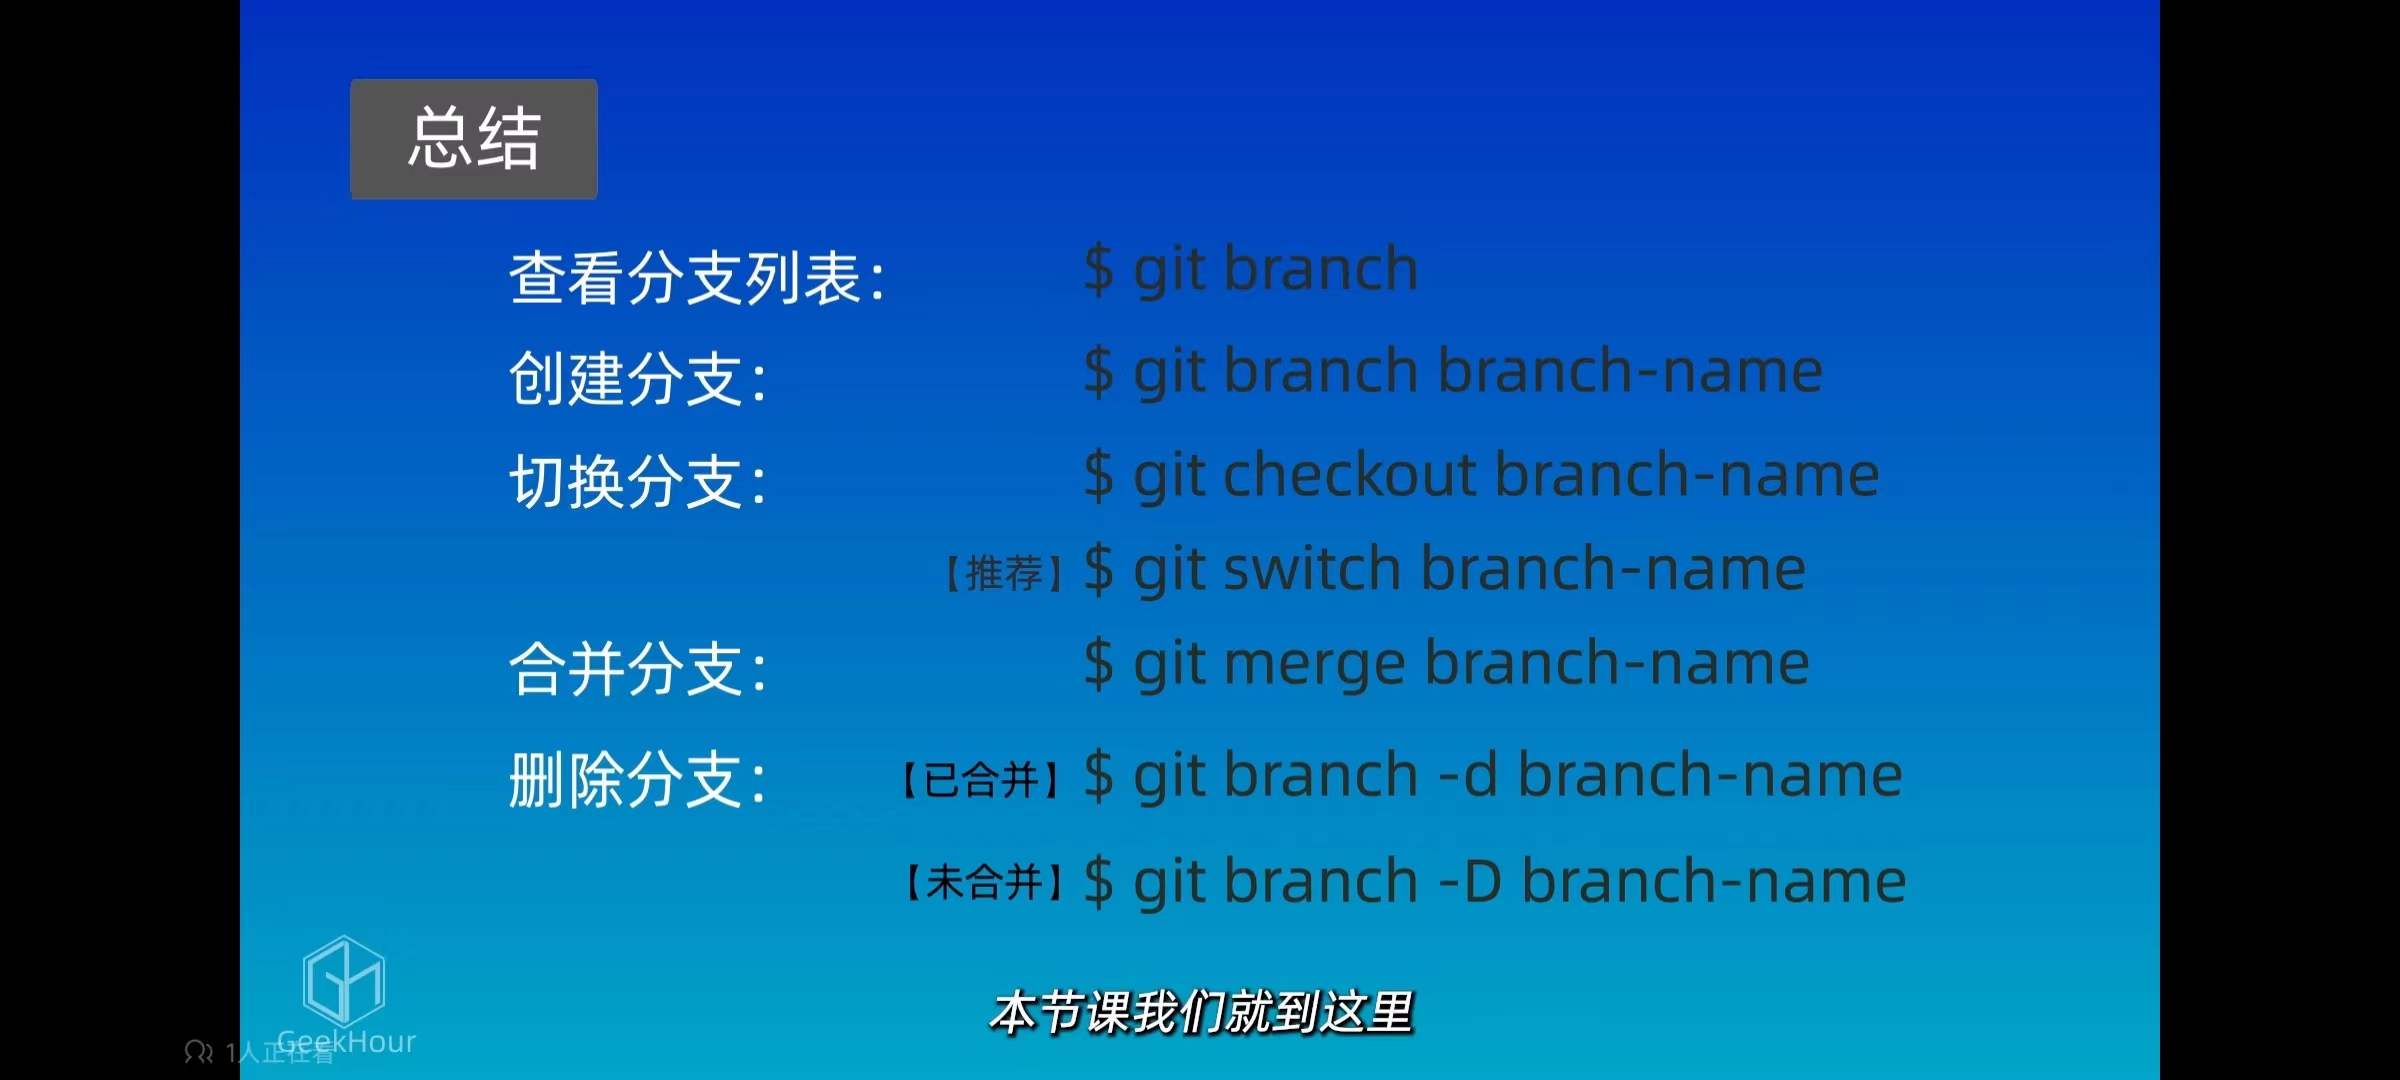 总结
查看分支列表： $ git branch
创建分支： $ git branch branch-name
切换分支： $ git checkout branch-name
【推荐】 $ git switch branch-name
合并分支： $ git merge branch-name
删除分支： 【已合并】 $ git branch -d branch-name
【未合并】 $ git branch -D branch-name
本节课我们就到这里
GeekHour
1人正在看